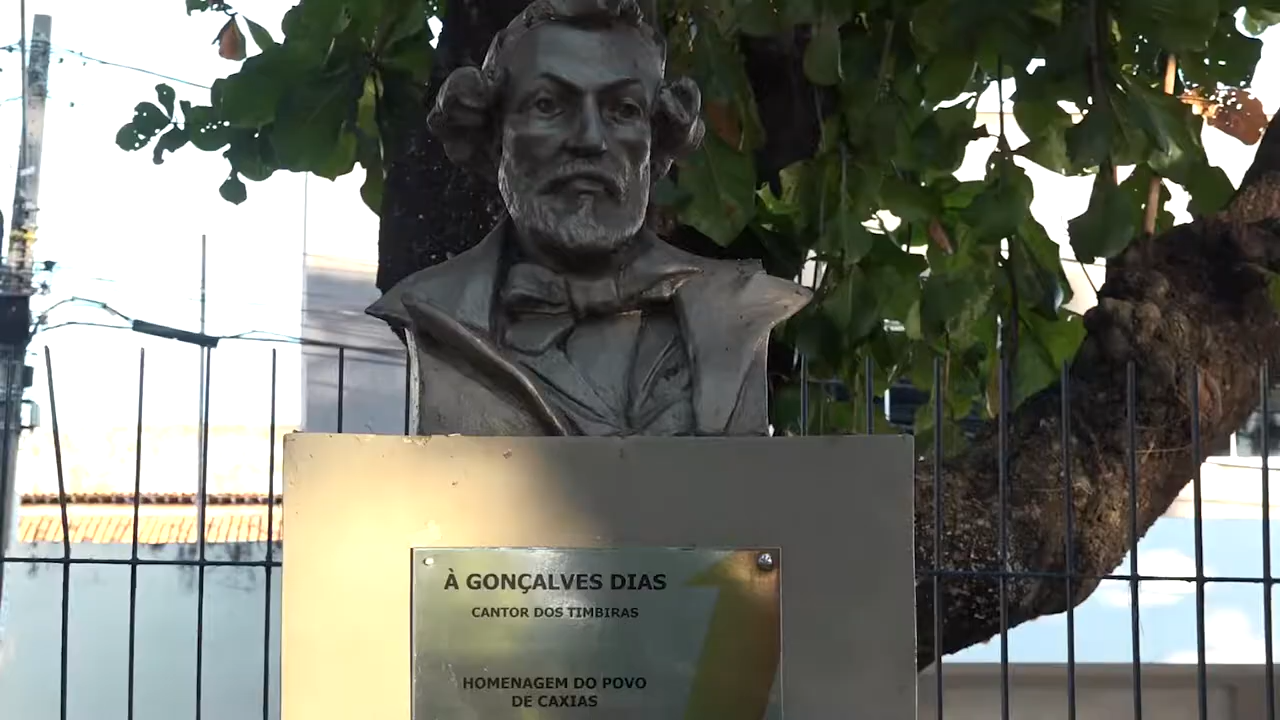 À GONÇALVES DIAS
CANTOR DOS TIMBIRAS
HOMENAGEM DO POVO
DE CAXIAS